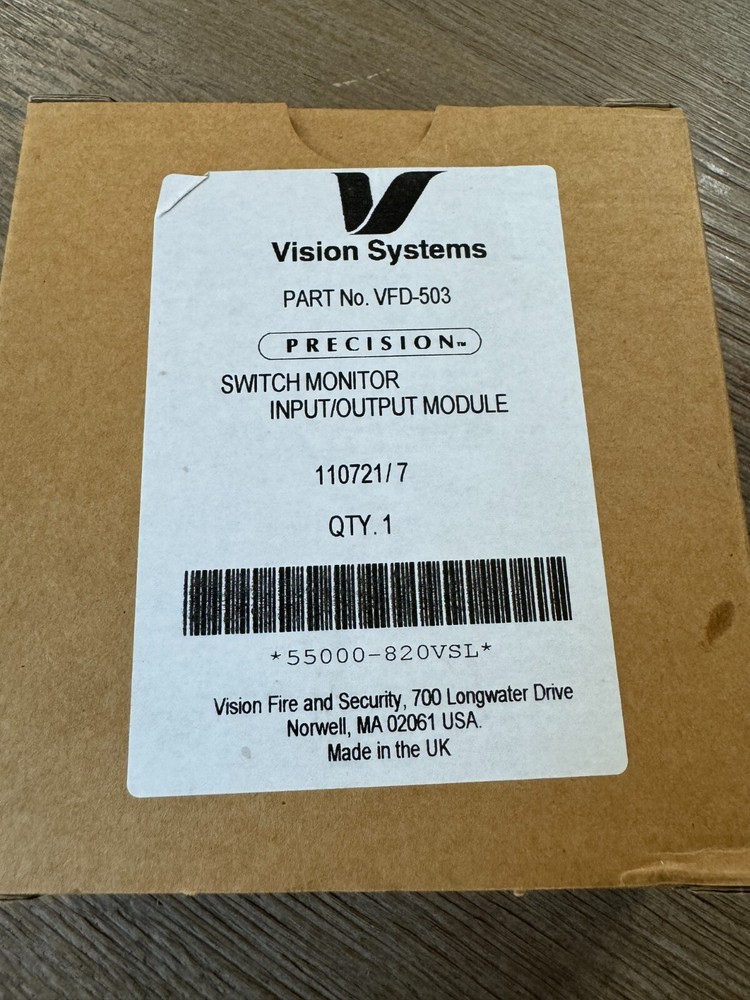 Vision Systems
PART No. VFD-503
PRECISION™
SWITCH MONITOR
INPUT/OUTPUT MODULE
110721/7
QTY. 1
*55000-820VSL*
Vision Fire and Security, 700 Longwater Drive
Norwell, MA 02061 USA.
Made in the UK